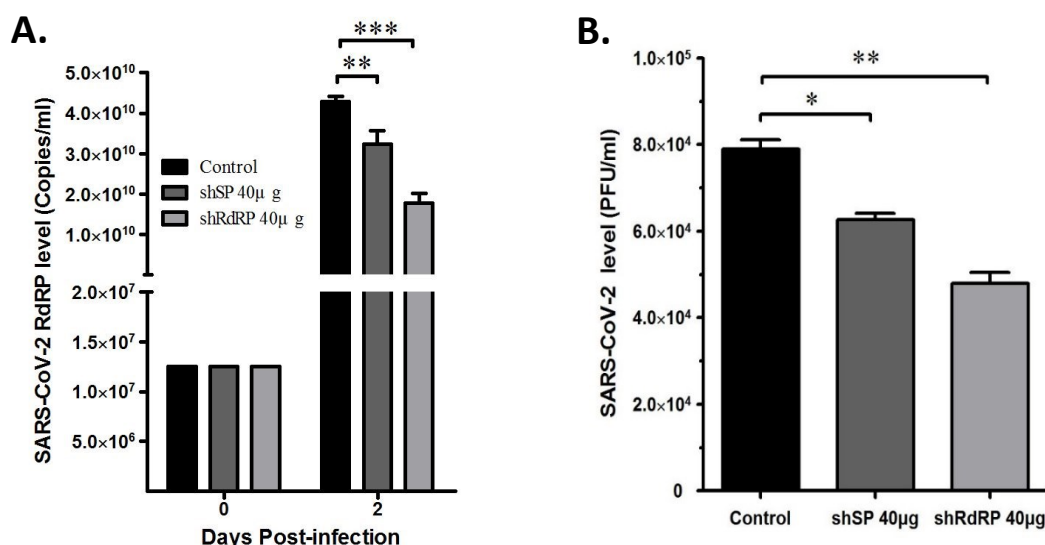 A.
SARS-CoV-2 RdRP level (Copies/ml)
5.0×10¹⁰
4.0×10¹⁰
3.0×10¹⁰
2.0×10¹⁰
1.0×10¹⁰
2.0×10⁷
1.5×10⁷
1.0×10⁷
5.0×10⁶
***
**
Control
shSP 40μ g
shRdRP 40μ g
0 2
Days Post-infection
B.
SARS-CoV-2 level (PFU/ml)
1.0×10⁵
8.0×10⁴
6.0×10⁴
4.0×10⁴
2.0×10⁴
0
**
*
Control shSP 40μg shRdRP 40μg